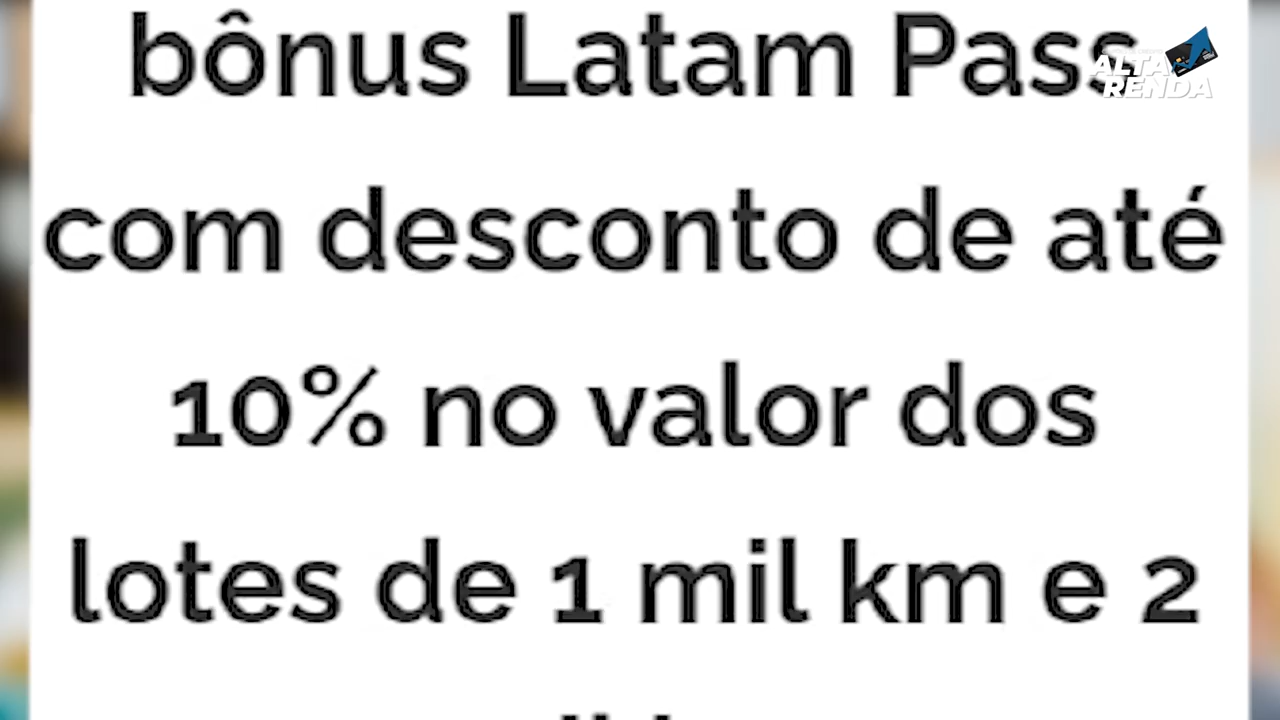 bônus Latam Pass
ALTA
RENDA
com desconto de até
10% no valor dos
lotes de 1 mil km e 2